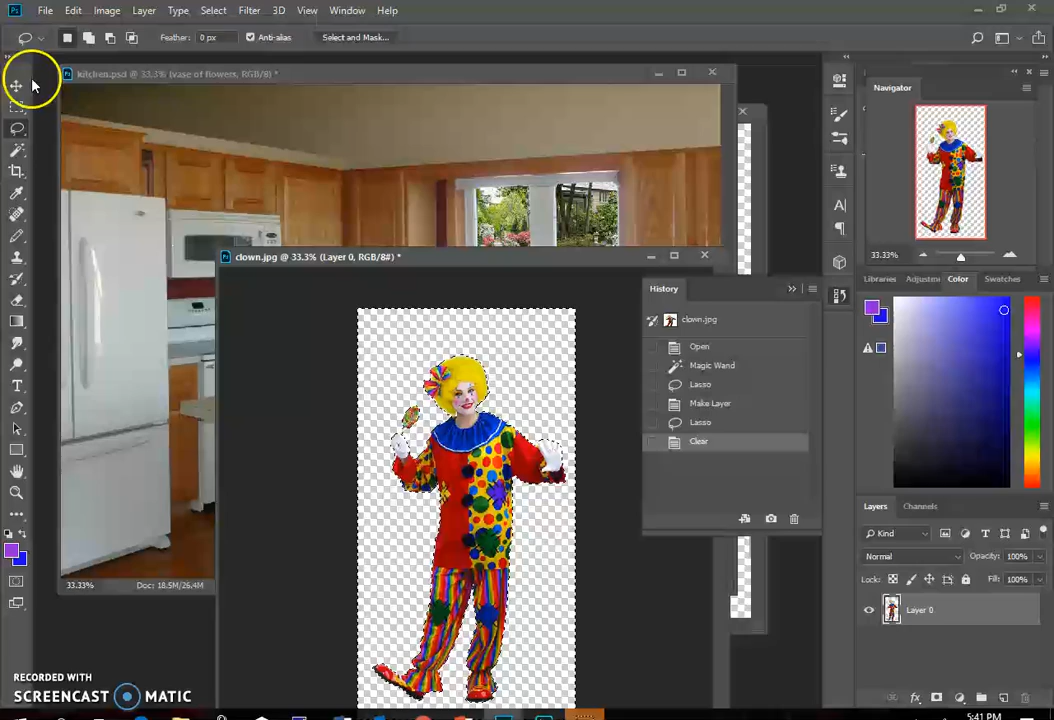 Ps File Edit Image Layer Type Select Filter 3D View Window Help
Feather: 0 px Anti-alias Select and Mask...
Ps kitchen.psd @ 33.3% (vase of flowers, RGB/8) *
Navigator
33.33%
Libraries Adjustm Color Swatches
Ps clown.jpg @ 33.3% (Layer 0, RGB/8#) *
History
clown.jpg
Open
Magic Wand
Lasso
Make Layer
Lasso
Clear
Layers Channels
Kind
Normal Opacity: 100%
Lock: Fill: 100%
Layer 0
fx
33.33% Doc: 18.5M/26.4M
RECORDED WITH
SCREENCAST MATIC
5:41 PM